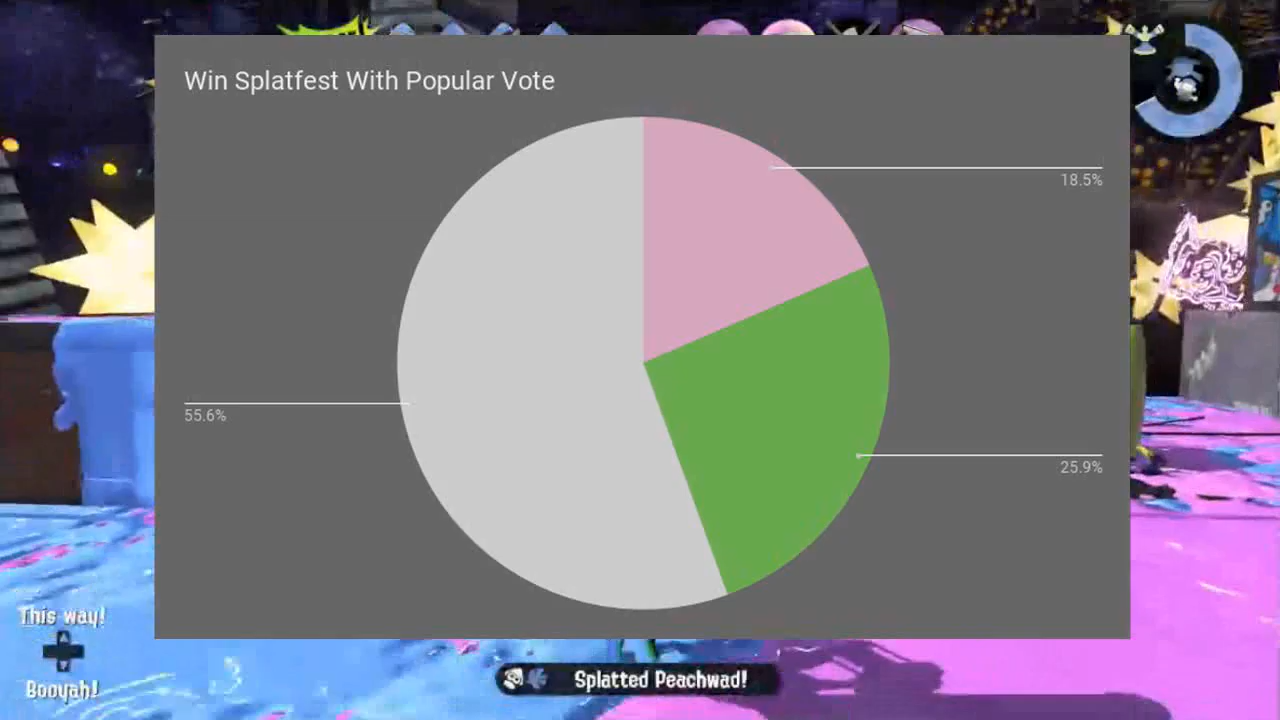 Win Splatfest With Popular Vote
18.5%
55.6%
25.9%
This way!
Booyah!
Splatted Peachwad!